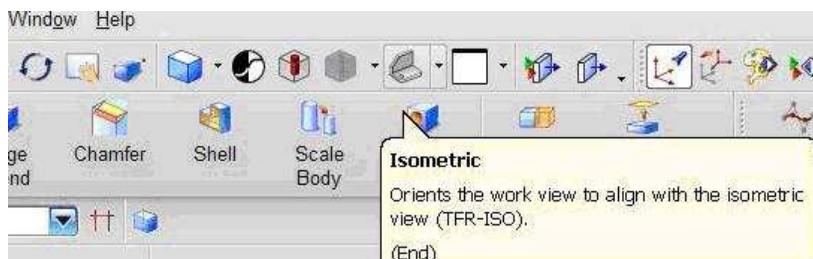 Window Help
ge
nd
Chamfer
Shell
Scale
Body
Isometric
Orients the work view to align with the isometric
view (TFR-ISO).
(End)